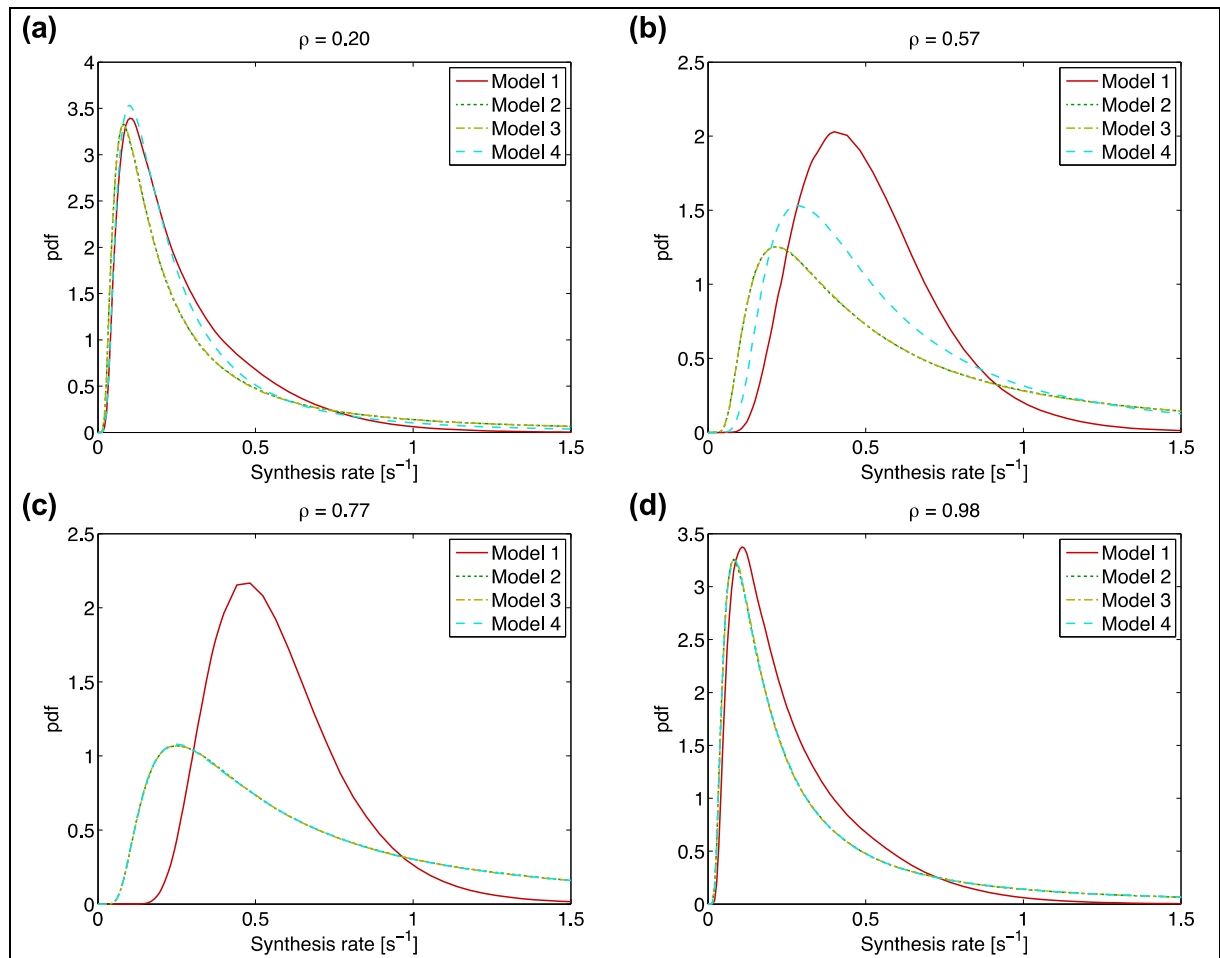 (a)
ρ = 0.20
4
3.5
3
2.5
2
1.5
1
0.5
0
pdf
0 0.5 1 1.5
Synthesis rate [s⁻¹]
Model 1
Model 2
Model 3
Model 4
(b)
ρ = 0.57
2.5
2
1.5
1
0.5
0
pdf
0 0.5 1 1.5
Synthesis rate [s⁻¹]
Model 1
Model 2
Model 3
Model 4
(c)
ρ = 0.77
2.5
2
1.5
1
0.5
0
pdf
0 0.5 1 1.5
Synthesis rate [s⁻¹]
Model 1
Model 2
Model 3
Model 4
(d)
ρ = 0.98
3.5
3
2.5
2
1.5
1
0.5
0
pdf
0 0.5 1 1.5
Synthesis rate [s⁻¹]
Model 1
Model 2
Model 3
Model 4